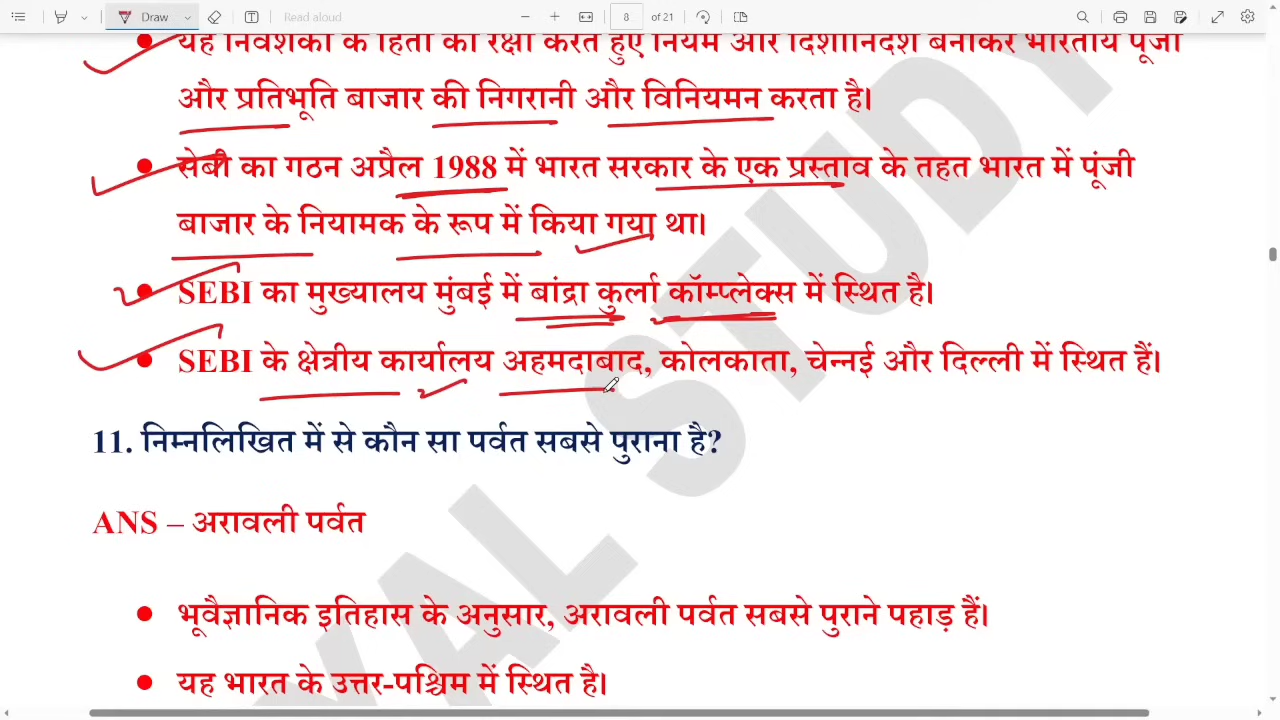 Draw
Read aloud
8 of 21
यह निवेशकों के हितों की रक्षा करते हुए नियम और दिशानिर्देश बनाकर भारतीय पूंजी
और प्रतिभूति बाजार की निगरानी और विनियमन करता है।
सेबी का गठन अप्रैल 1988 में भारत सरकार के एक प्रस्ताव के तहत भारत में पूंजी
बाजार के नियामक के रूप में किया गया था।
SEBI का मुख्यालय मुंबई में बांद्रा कुर्ला कॉम्प्लेक्स में स्थित है।
SEBI के क्षेत्रीय कार्यालय अहमदाबाद, कोलकाता, चेन्नई और दिल्ली में स्थित हैं।
11. निम्नलिखित में से कौन सा पर्वत सबसे पुराना है?
ANS – अरावली पर्वत
भूवैज्ञानिक इतिहास के अनुसार, अरावली पर्वत सबसे पुराने पहाड़ हैं।
यह भारत के उत्तर-पश्चिम में स्थित है।
YAL STUDY